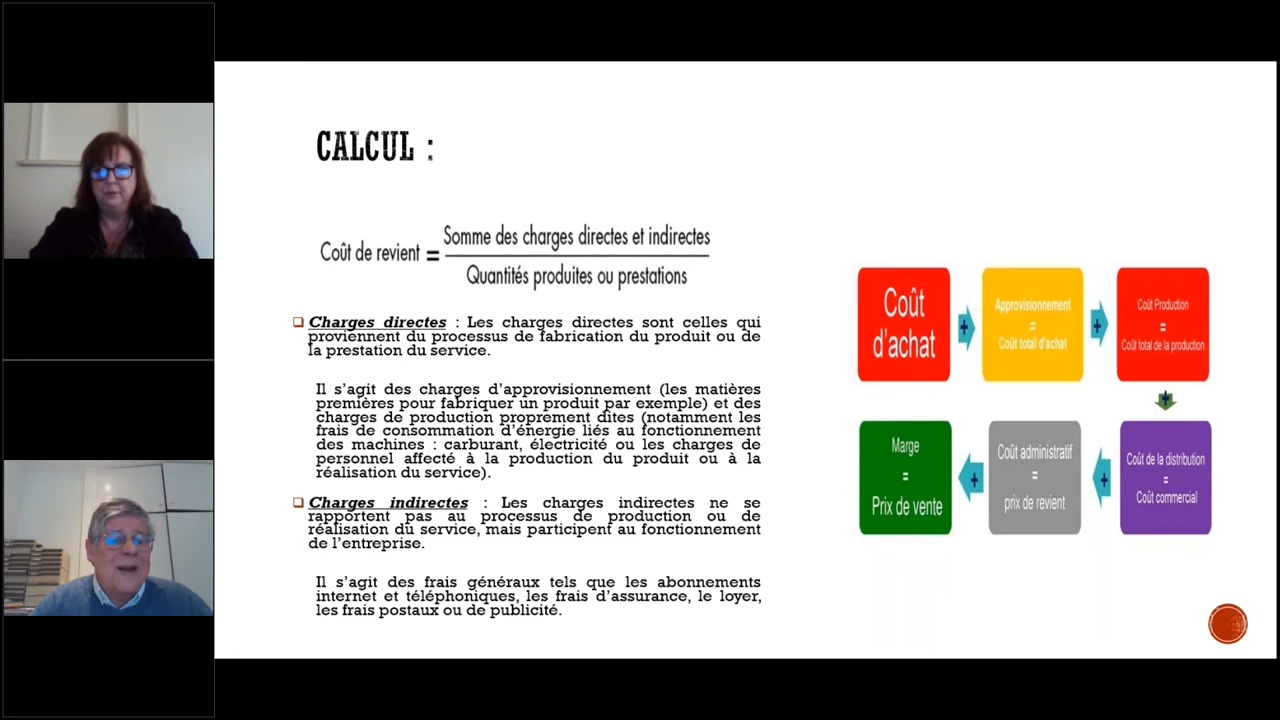 CALCUL :
Coût de revient = Somme des charges directes et indirectes
Quantités produites ou prestations
Charges directes : Les charges directes sont celles qui
proviennent du processus de fabrication du produit ou de
la prestation du service.
Il s’agit des charges d’approvisionnement (les matières
premières pour fabriquer un produit par exemple) et des
charges de production proprement dites (notamment les
frais de consommation d’énergie liés au fonctionnement
des machines : carburant, électricité ou les charges de
personnel affecté à la production du produit ou à la
réalisation du service).
Charges indirectes : Les charges indirectes ne se
rapportent pas au processus de production ou de
réalisation du service, mais participent au fonctionnement
de l’entreprise.
Il s’agit des frais généraux tels que les abonnements
internet et téléphoniques, les frais d’assurance, le loyer,
les frais postaux ou de publicité.
Coût
d’achat
+
Approvisionnement
=
Coût total d’achat
+
Coût Production
=
Coût total de la production
+
Coût de la distribution
=
Coût commercial
+
Coût administratif
=
prix de revient
+
Marge
=
Prix de vente